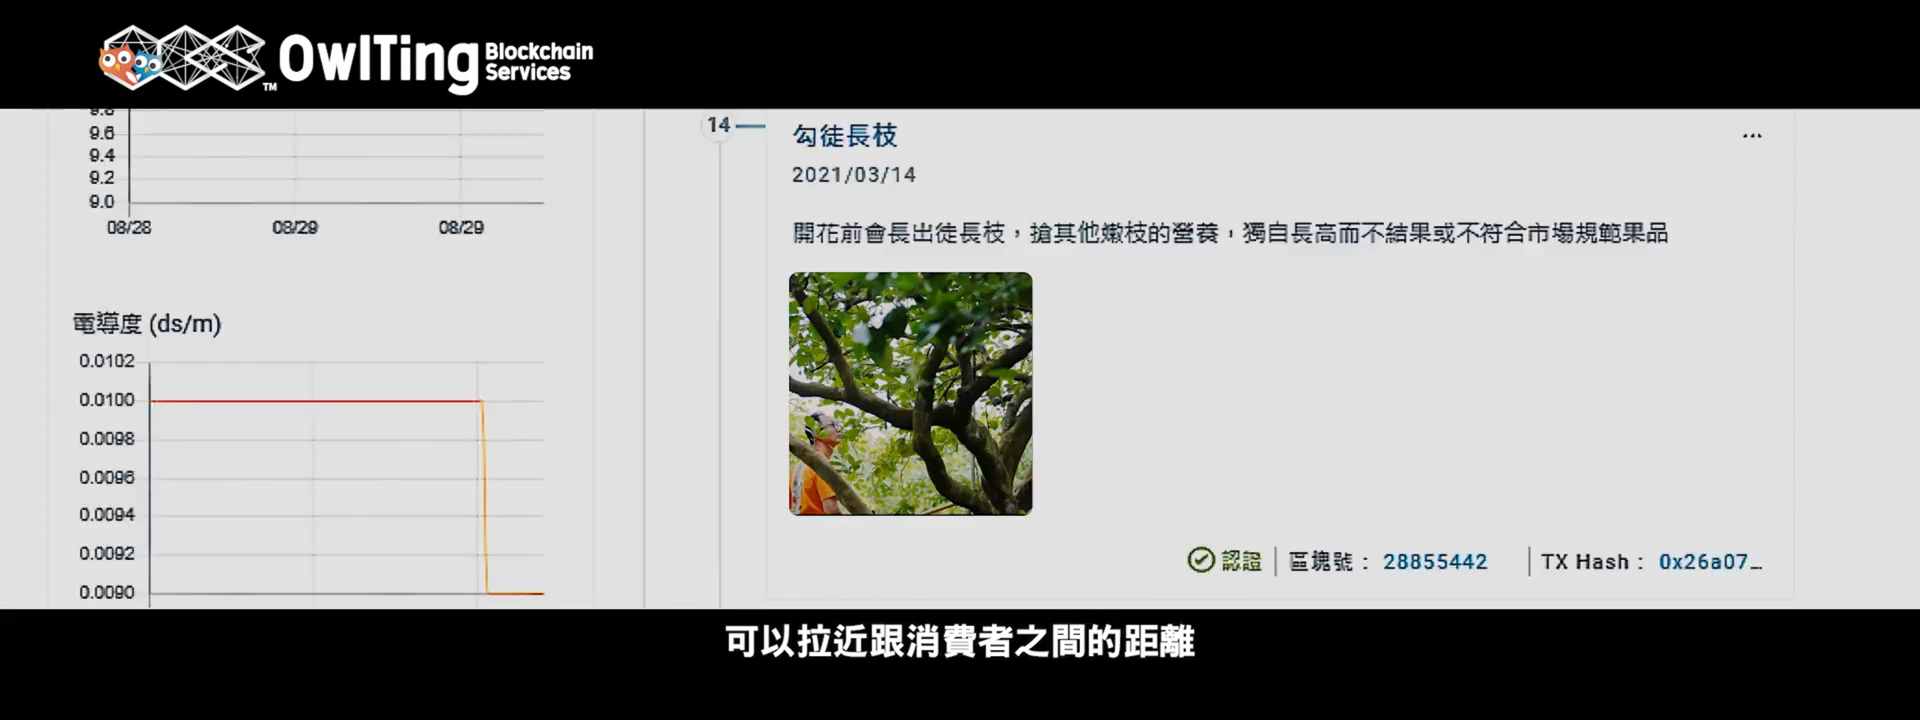 OwlTing Blockchain Services
TM
9.8
9.6
9.4
9.2
9.0
08/28 08/29 08/29
電導度 (ds/m)
0.0102
0.0100
0.0098
0.0096
0.0094
0.0092
0.0090
14
勾徒長枝
...
2021/03/14
開花前會長出徒長枝，搶其他嫩枝的營養，獨自長高而不結果或不符合市場規範果品
認證 | 區塊號： 28855442 | TX Hash： 0x26a07...
可以拉近跟消費者之間的距離